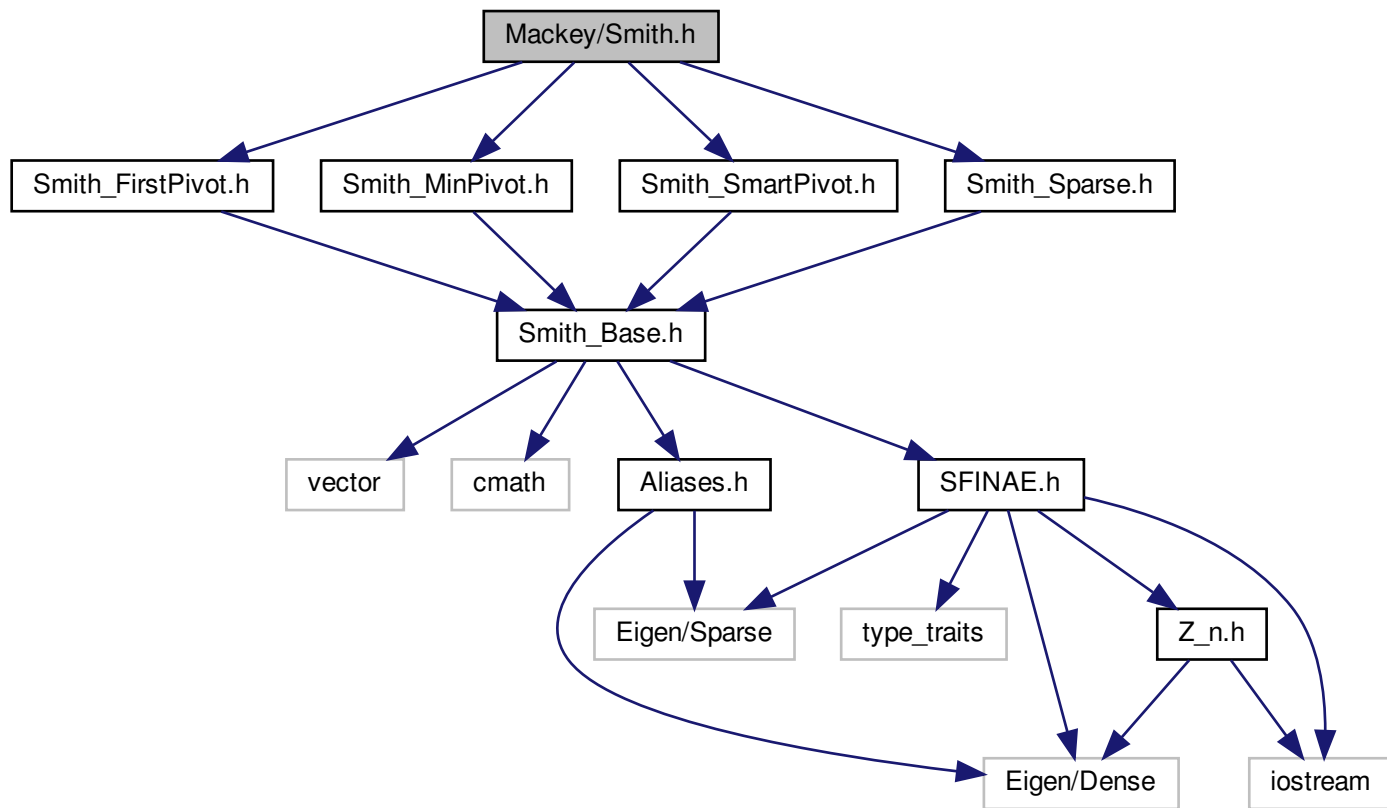 Mackey/Smith.h
Smith_FirstPivot.h
Smith_MinPivot.h
Smith_SmartPivot.h
Smith_Sparse.h
Smith_Base.h
vector
cmath
Aliases.h
SFINAE.h
Eigen/Sparse
type_traits
Z_n.h
Eigen/Dense
iostream